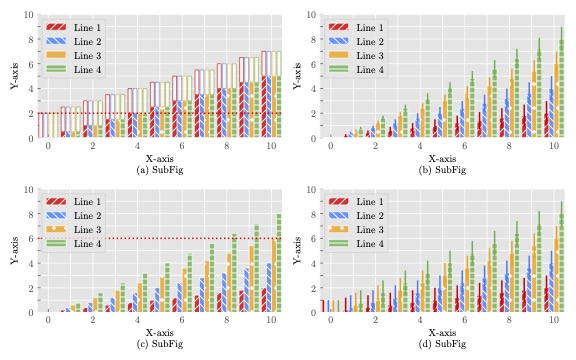 10
8
6
4
2
0
Y-axis
Line 1
Line 2
Line 3
Line 4
0 2 4 6 8 10
X-axis
(a) SubFig
10
8
6
4
2
0
Y-axis
Line 1
Line 2
Line 3
Line 4
0 2 4 6 8 10
X-axis
(b) SubFig
10
8
6
4
2
0
Y-axis
Line 1
Line 2
Line 3
Line 4
0 2 4 6 8 10
X-axis
(c) SubFig
10
8
6
4
2
0
Y-axis
Line 1
Line 2
Line 3
Line 4
0 2 4 6 8 10
X-axis
(d) SubFig